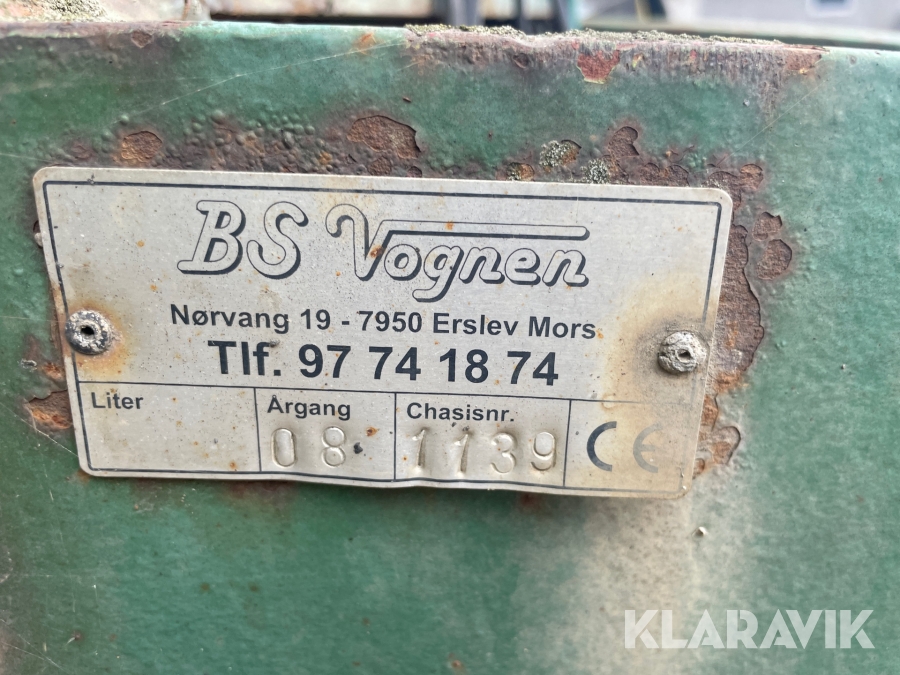 BS Vognen
Nørvang 19 - 7950 Erslev Mors
Tlf. 97 74 18 74
Liter Årgang Chasisnr.
08 1139 CE
KLARAVIK